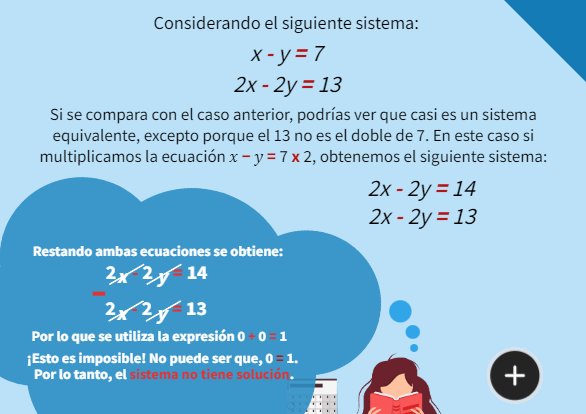 Considerando el siguiente sistema:
x - y = 7
2x - 2y = 13
Si se compara con el caso anterior, podrías ver que casi es un sistema
equivalente, excepto porque el 13 no es el doble de 7. En este caso si
multiplicamos la ecuación x − y = 7 x 2, obtenemos el siguiente sistema:
2x - 2y = 14
2x - 2y = 13
Restando ambas ecuaciones se obtiene:
2x - 2y = 14
−
2x - 2y = 13
Por lo que se utiliza la expresión 0 + 0 = 1
¡Esto es imposible! No puede ser que, 0 = 1.
Por lo tanto, el sistema no tiene solución.
+